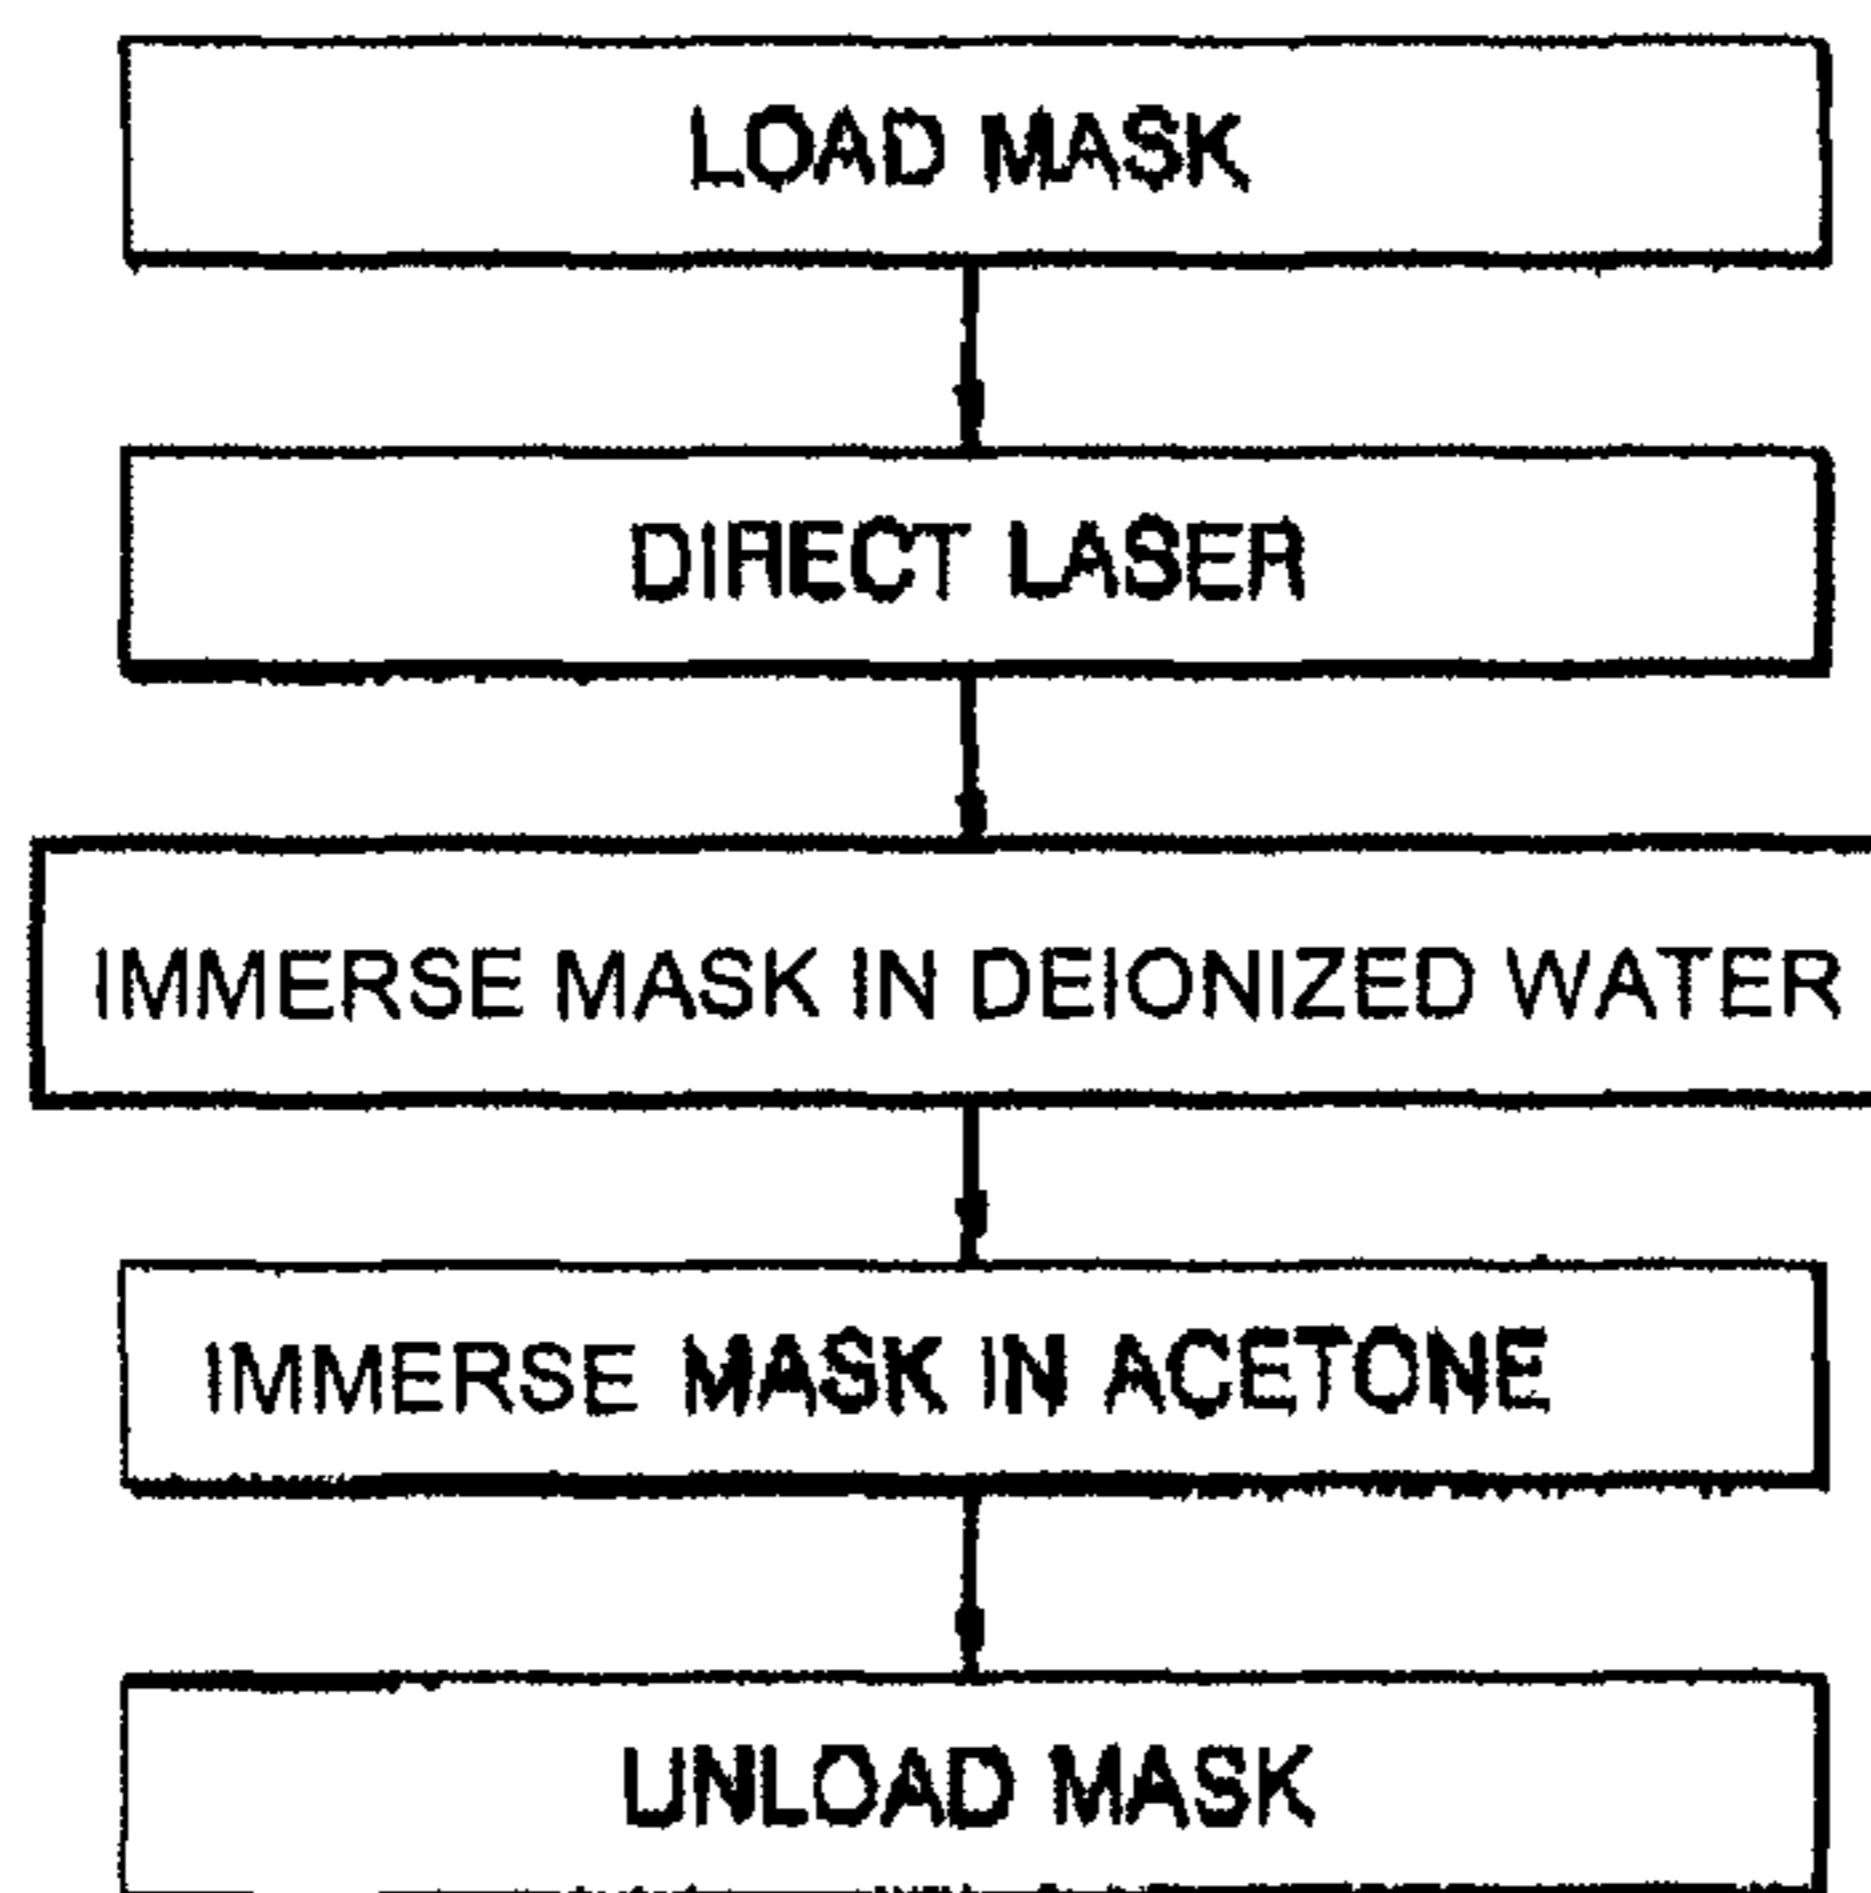 LOAD MASK
DIRECT LASER
IMMERSE MASK IN DEIONIZED WATER
IMMERSE MASK IN ACETONE
UNLOAD MASK